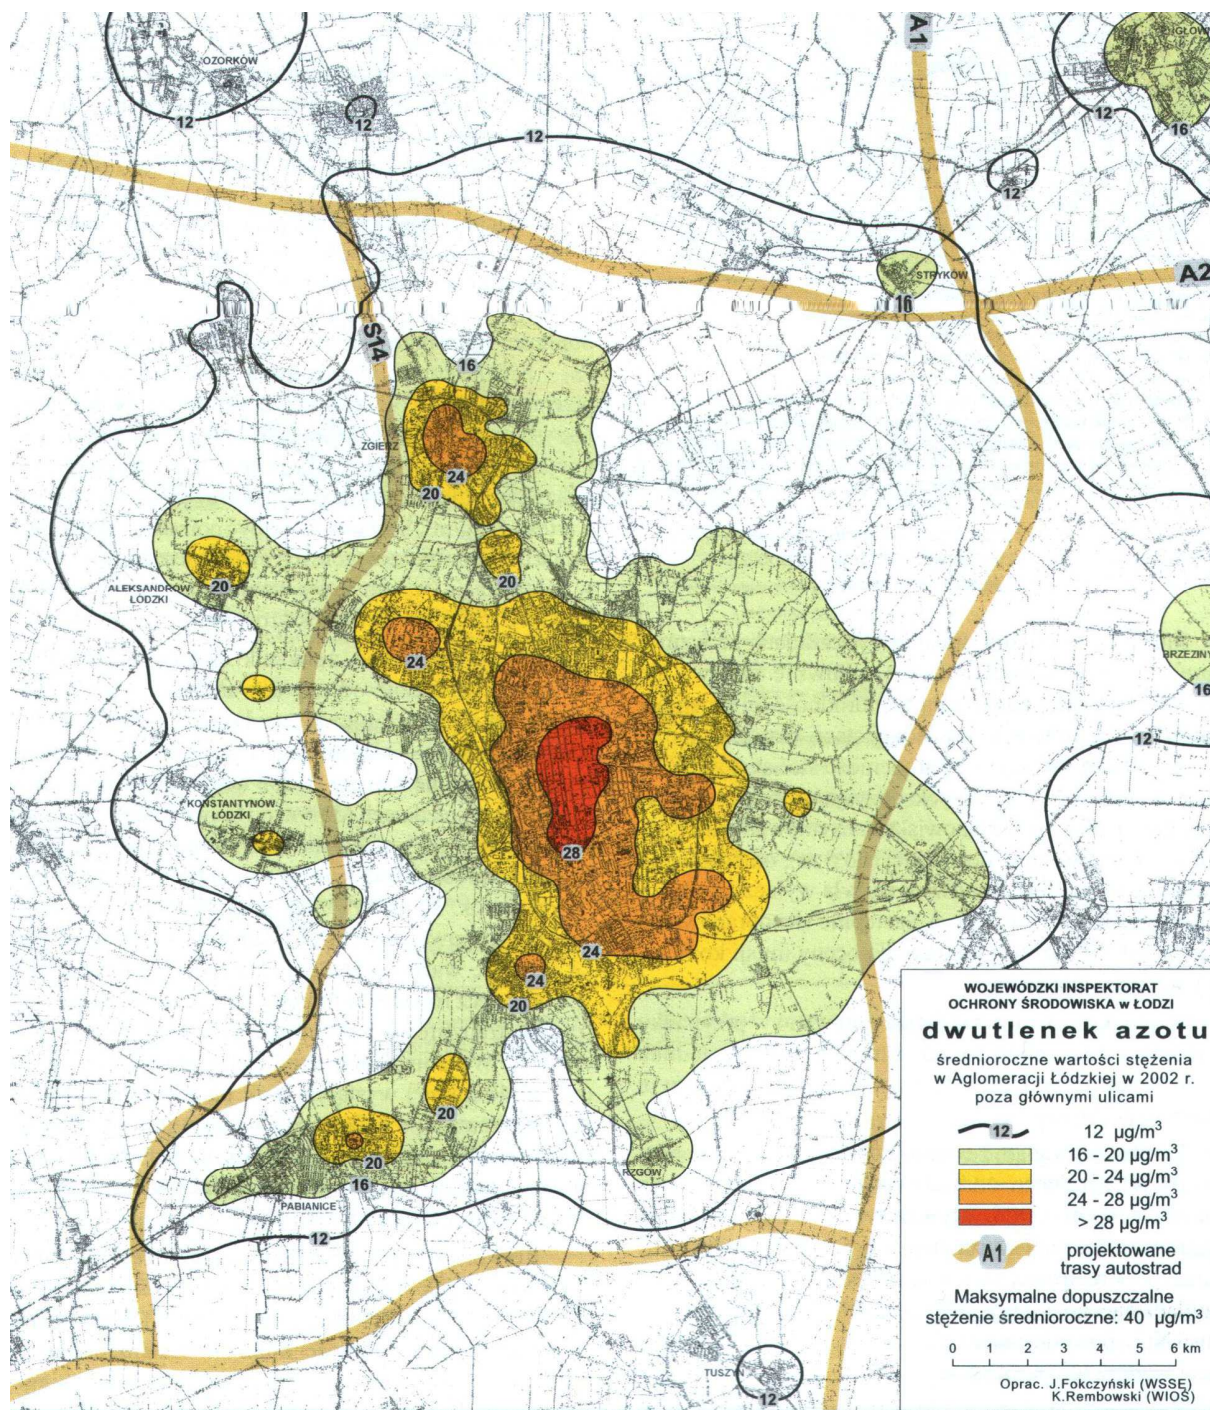 A1
IGŁOW
OZORKÓW
12
12
12
12
16
12
STRYKÓW
A2
16
S14
16
ZGIERZ
24
20
20
ALEKSANDRÓW
ŁÓDZKI
20
24
BRZEZINY
16
12
KONSTANTYNÓW
ŁÓDZKI
28
24
24
20
20
20
16
RZGÓW
PABIANICE
12
TUSZYN
12
WOJEWÓDZKI INSPEKTORAT
OCHRONY ŚRODOWISKA w ŁODZI
dwutlenek azotu
średnioroczne wartości stężenia
w Aglomeracji Łódzkiej w 2002 r.
poza głównymi ulicami
12 12 µg/m³
16 - 20 µg/m³
20 - 24 µg/m³
24 - 28 µg/m³
> 28 µg/m³
A1 projektowane
trasy autostrad
Maksymalne dopuszczalne
stężenie średnioroczne: 40 µg/m³
0 1 2 3 4 5 6 km
Oprac. J.Fokczyński (WSSE)
K.Rembowski (WIOŚ)